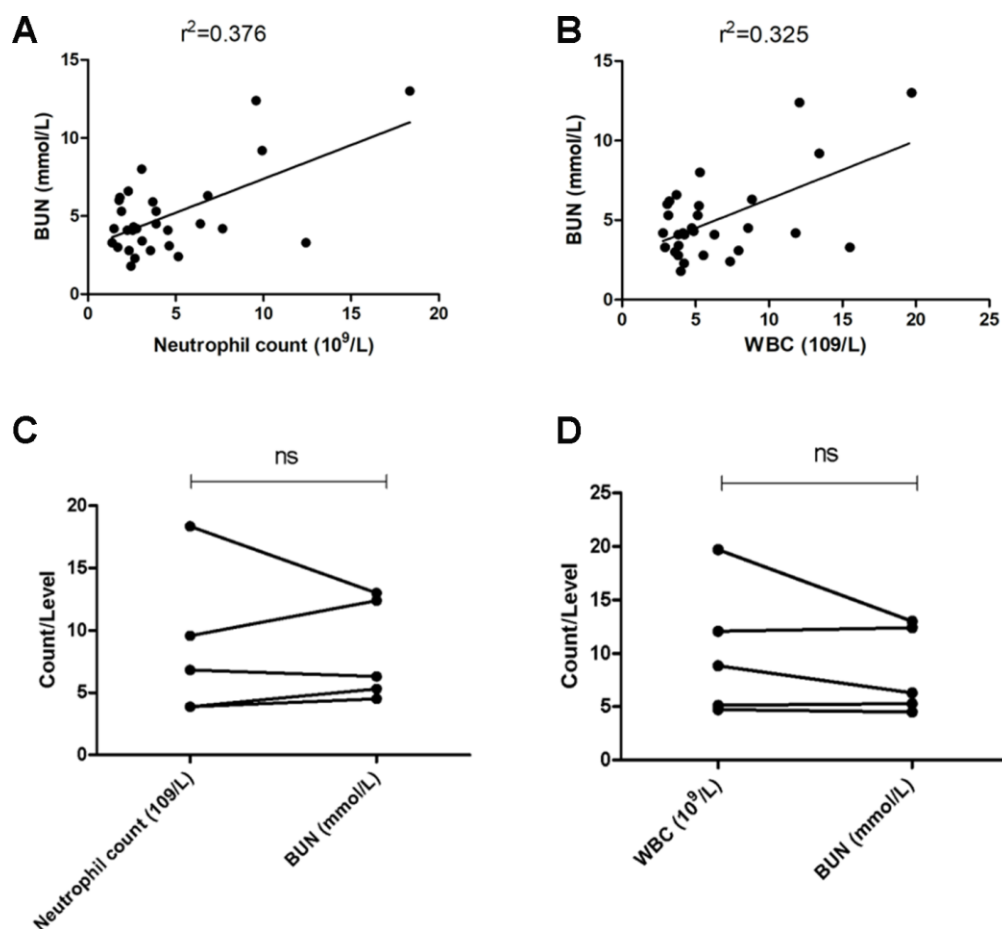 A
r²=0.376
BUN (mmol/L)
15
10
5
0
0 5 10 15 20
Neutrophil count (10⁹/L)
B
r²=0.325
BUN (mmol/L)
15
10
5
0
0 5 10 15 20 25
WBC (109/L)
C
ns
Count/Level
20
15
10
5
0
Neutrophil count (109/L)
BUN (mmol/L)
D
ns
Count/Level
25
20
15
10
5
0
WBC (10⁹/L)
BUN (mmol/L)